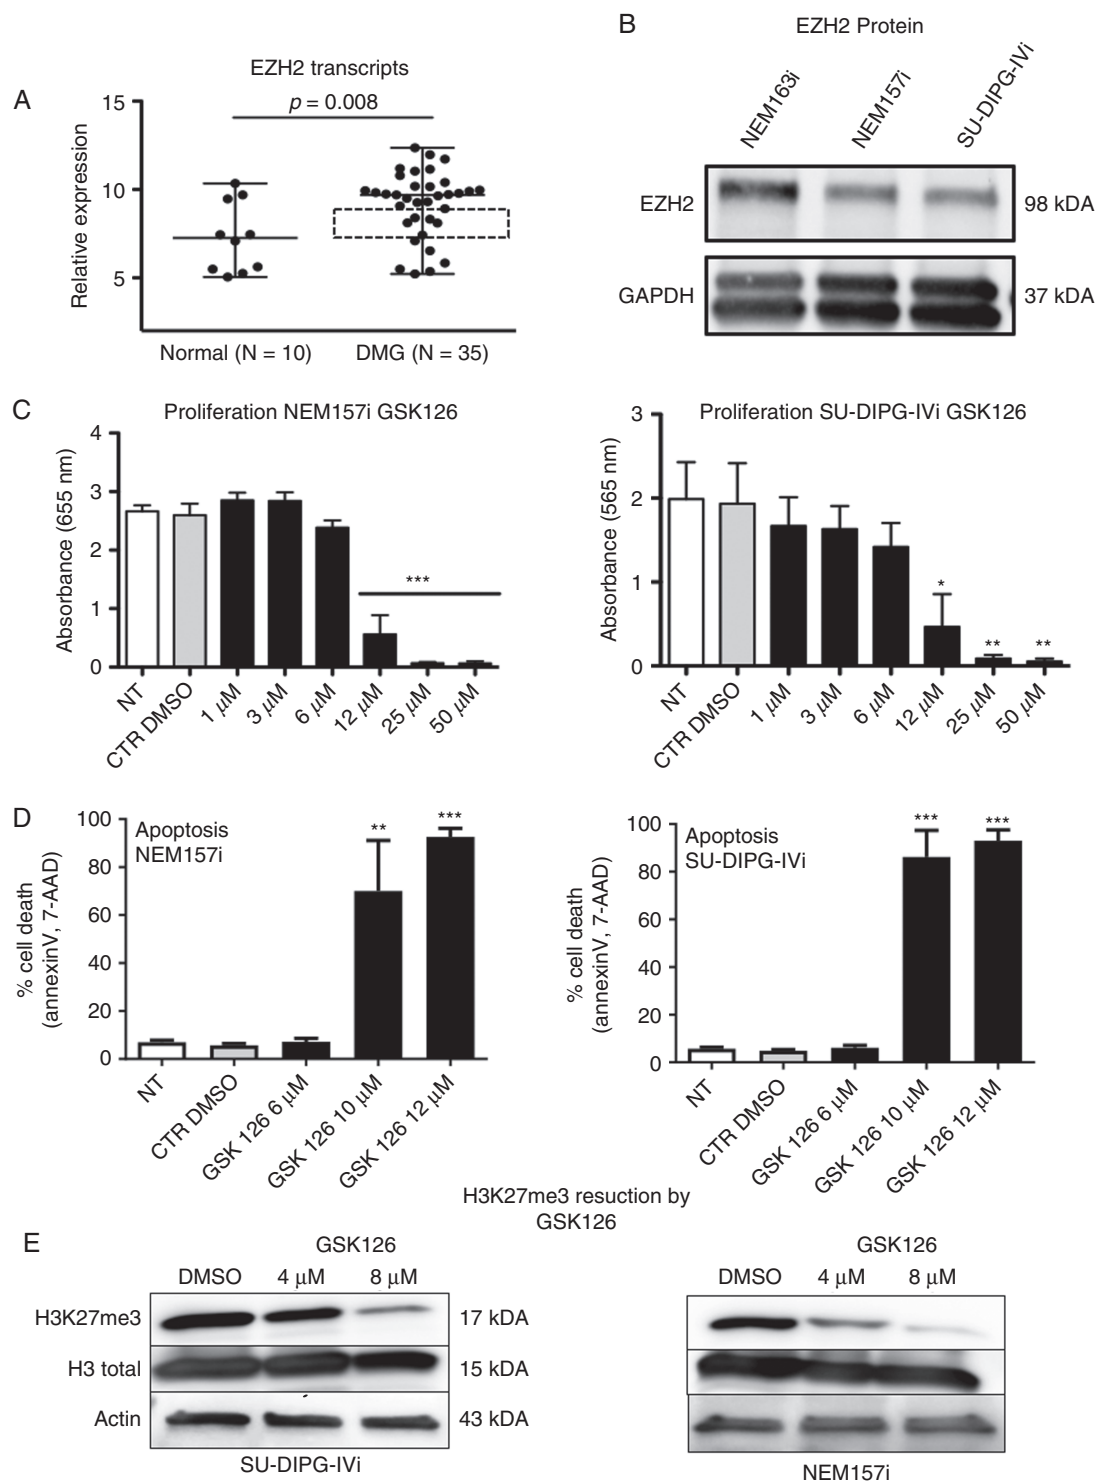 A
EZH2 transcripts
p = 0.008
Relative expression
15
10
5
Normal (N = 10)
DMG (N = 35)
B
EZH2 Protein
NEM163i
NEM157i
SU-DIPG-IVi
EZH2
98 kDA
GAPDH
37 kDA
C
Proliferation NEM157i GSK126
Absorbance (655 nm)
4
3
2
1
0
***
NT
CTR DMSO
1 µM
3 µM
6 µM
12 µM
25 µM
50 µM
Proliferation SU-DIPG-IVi GSK126
Absorbance (565 nm)
3
2
1
0
*
**
**
NT
CTR DMSO
1 µM
3 µM
6 µM
12 µM
25 µM
50 µM
D
Apoptosis
NEM157i
% cell death
(annexinV, 7-AAD)
100
80
60
40
20
0
**
***
NT
CTR DMSO
GSK 126 6 µM
GSK 126 10 µM
GSK 126 12 µM
Apoptosis
SU-DIPG-IVi
% cell death
(annexinV, 7-AAD)
100
80
60
40
20
0
***
***
NT
CTR DMSO
GSK 126 6 µM
GSK 126 10 µM
GSK 126 12 µM
H3K27me3 resuction by
GSK126
E
GSK126
DMSO
4 µM
8 µM
H3K27me3
17 kDA
H3 total
15 kDA
Actin
43 kDA
SU-DIPG-IVi
GSK126
DMSO
4 µM
8 µM
NEM157i